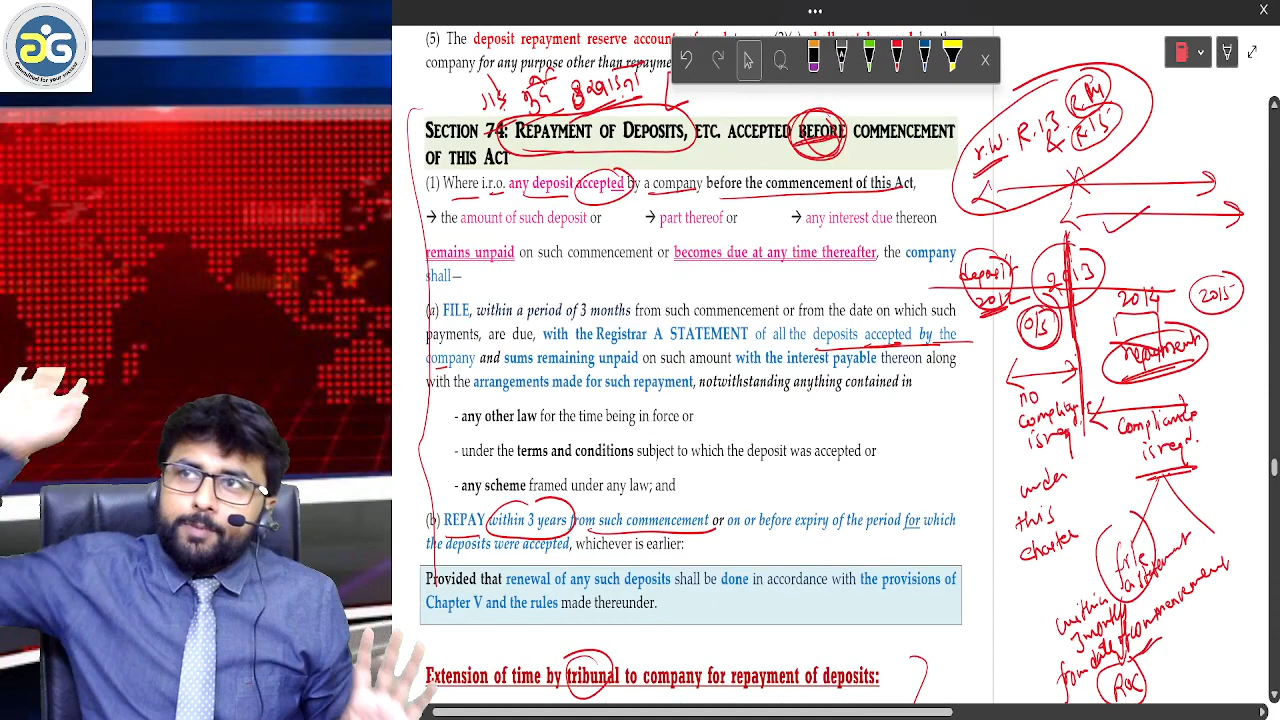 Committed for your success
(5) The deposit repayment reserve account
company for any purpose other than repayme
SECTION 74: REPAYMENT OF DEPOSITS, ETC. ACCEPTED BEFORE COMMENCEMENT
OF THIS ACT
(1) Where i.r.o. any deposit accepted by a company before the commencement of this Act,
→ the amount of such deposit or → part thereof or → any interest due thereon
remains unpaid on such commencement or becomes due at any time thereafter, the company
shall—
(a) FILE, within a period of 3 months from such commencement or from the date on which such
payments, are due, with the Registrar A STATEMENT of all the deposits accepted by the
company and sums remaining unpaid on such amount with the interest payable thereon along
with the arrangements made for such repayment, notwithstanding anything contained in
- any other law for the time being in force or
- under the terms and conditions subject to which the deposit was accepted or
- any scheme framed under any law; and
(b) REPAY within 3 years from such commencement or on or before expiry of the period for which
the deposits were accepted, whichever is earlier:
Provided that renewal of any such deposits shall be done in accordance with the provisions of
Chapter V and the rules made thereunder.
Extension of time by tribunal to company for repayment of deposits:
r.w. R.13
&
R.15
deposit
2012
2013
2014
2015
repayment
no
is req.
under
this
chapter
Compliance
is reqd.
file
a statement
within
3 months
from date of commencement
ROC